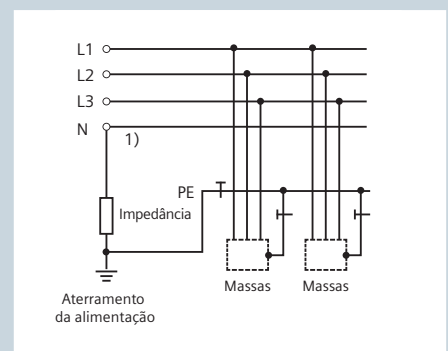 L1
L2
L3
N
1)
PE
Impedância
Massas Massas
Aterramento
da alimentação